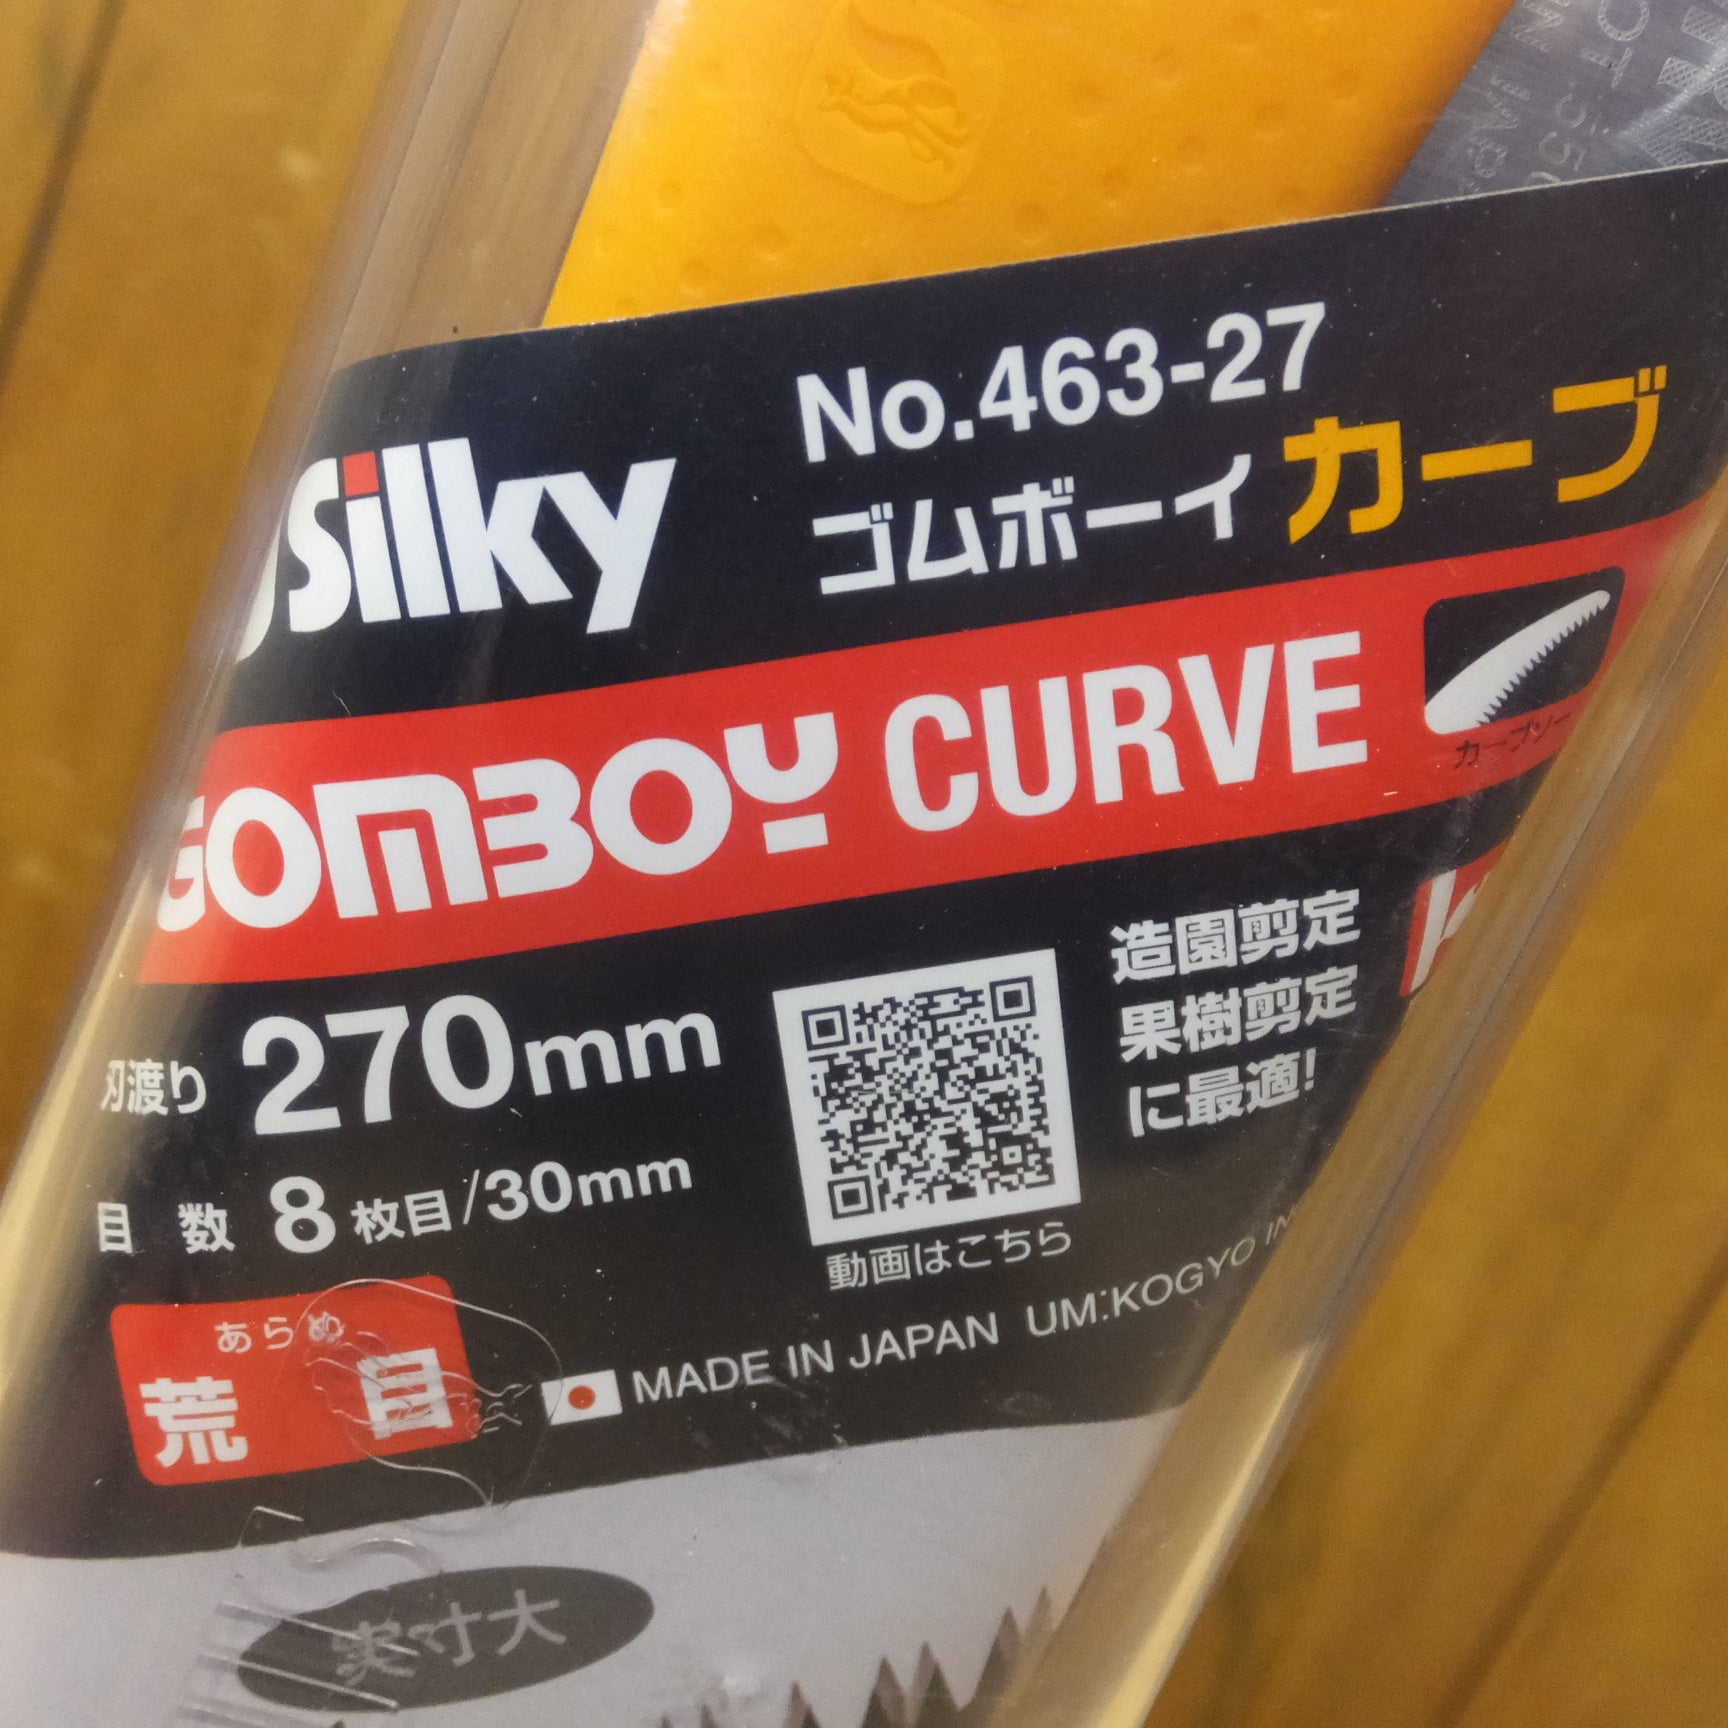 No.463-27
Silky
ゴムボーイ カーブ
GOMBOY CURVE
カーブソー
造園剪定
果樹剪定
に最適!
刃渡り 270mm
目 数 8枚目/30mm
動画はこちら
あらめ
荒目
MADE IN JAPAN UM:KOGYO IN
実寸大